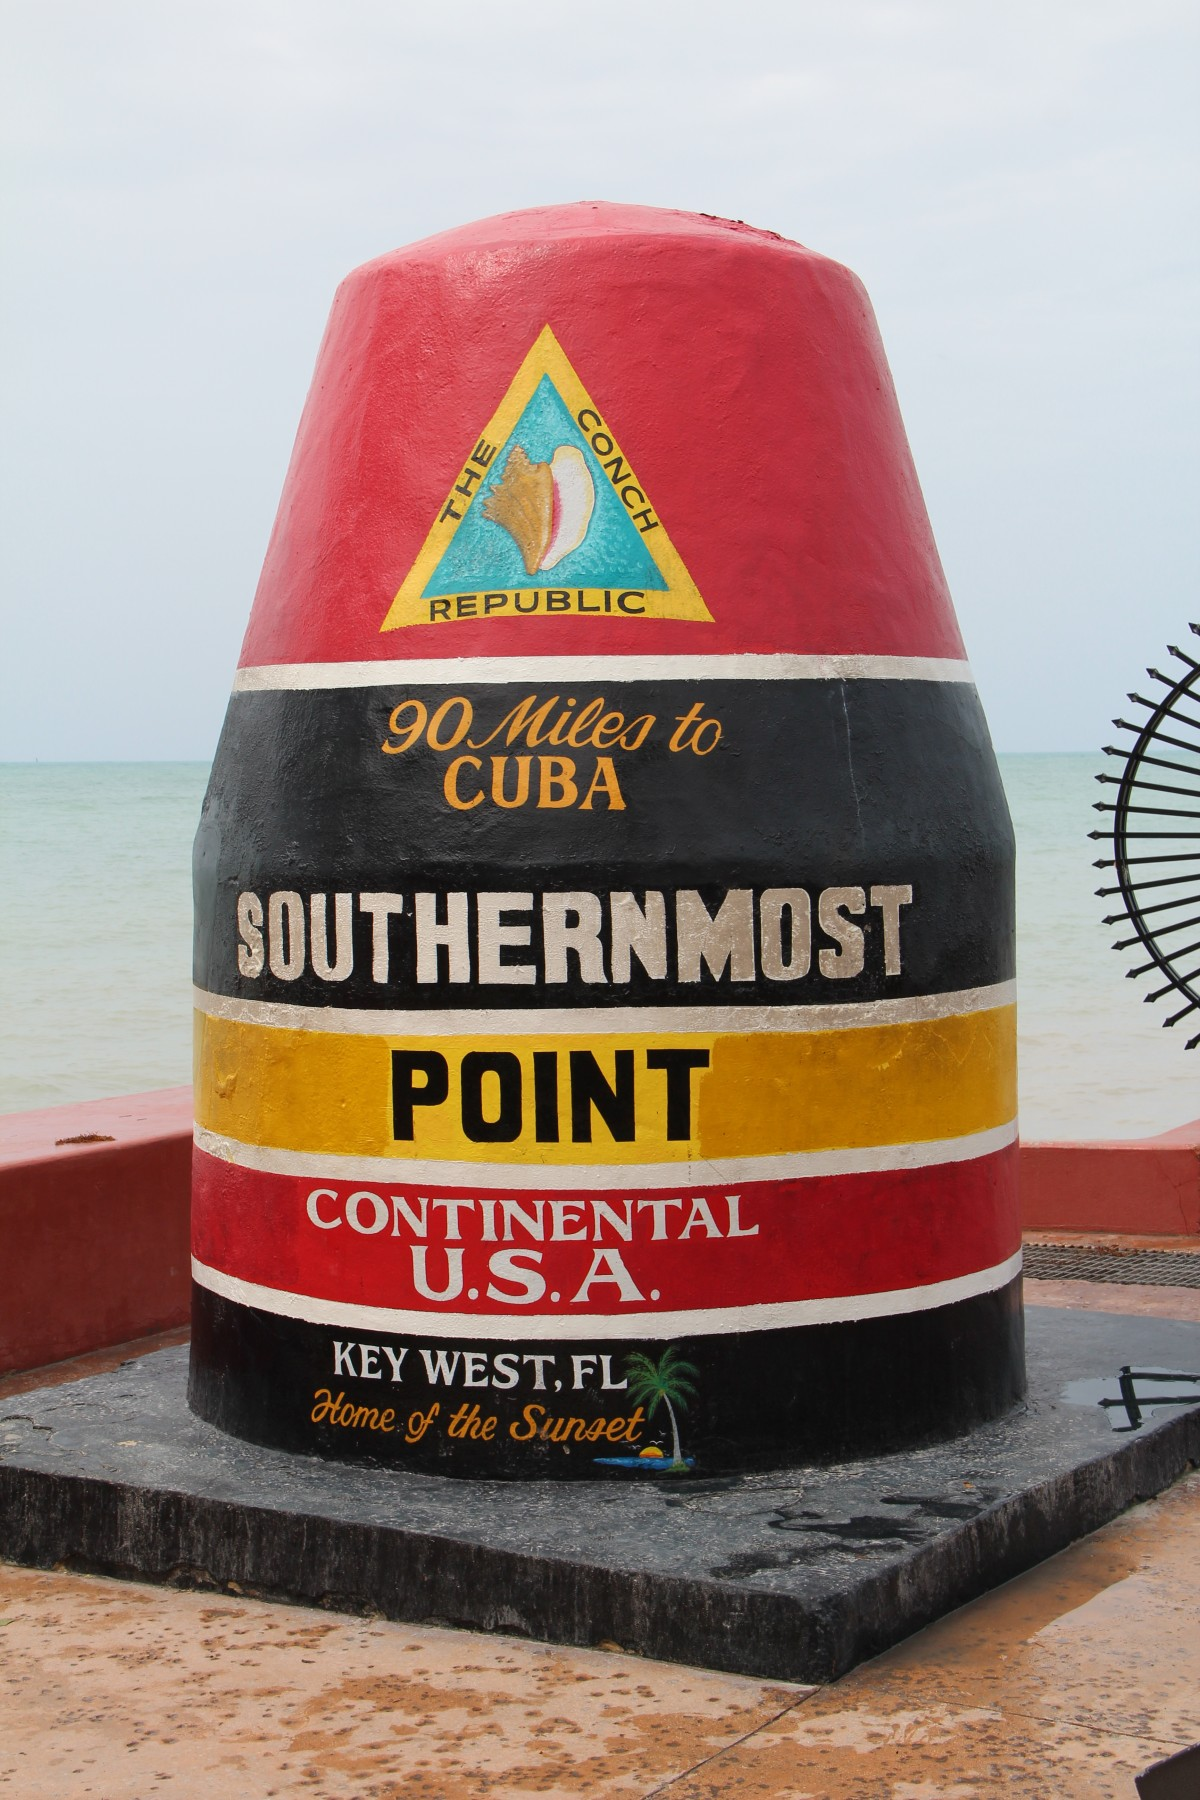 THE CONCH
REPUBLIC
90 Miles to
CUBA
SOUTHERNMOST
POINT
CONTINENTAL
U.S.A.
KEY WEST, FL
Home of the Sunset